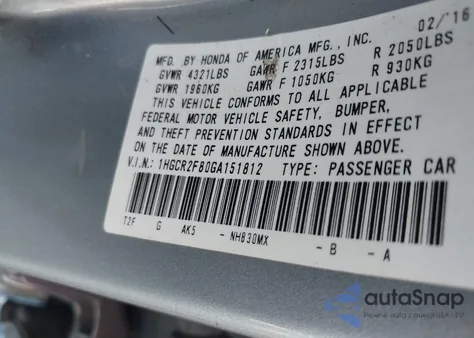 02/16
MFD. BY HONDA OF AMERICA MFG., INC.
GVWR 4321LBS GAWR F 2315LBS R 2050LBS
GVWR 1960KG GAWR F 1050KG R 930KG
THIS VEHICLE CONFORMS TO ALL APPLICABLE
FEDERAL MOTOR VEHICLE SAFETY, BUMPER,
AND THEFT PREVENTION STANDARDS IN EFFECT
ON THE DATE OF MANUFACTURE SHOWN ABOVE.
V.I.N.: 1HGCR2F80GA151812 TYPE: PASSENGER CAR
T2F G AK5 - NH830MX - B - A
autoSnap